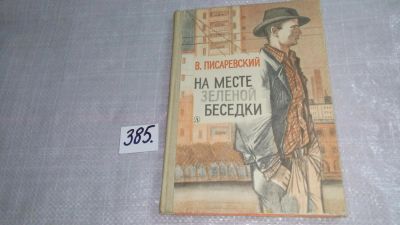 В. ПИСАРЕВСКИЙ
НА МЕСТЕ
ЗЕЛЕНОЙ
БЕСЕДКИ
385.